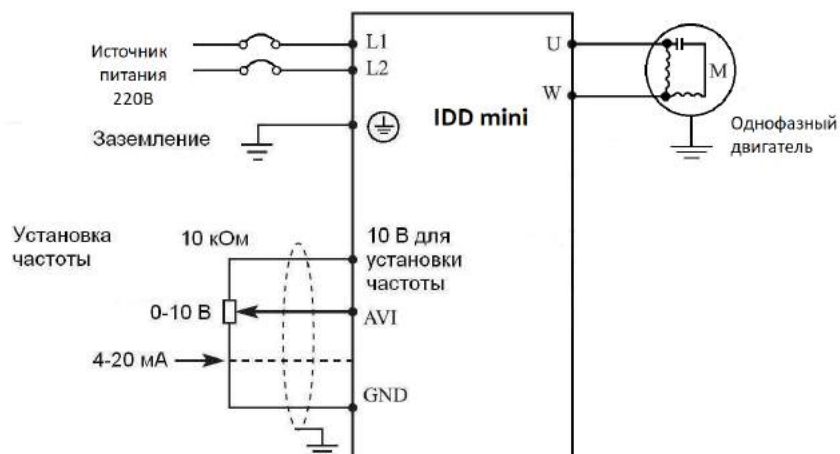 Источник
питания
220В
L1
L2
Заземление
IDD mini
U
W
M
Однофазный
двигатель
Установка
частоты
10 кОм
10 В для
установки
частоты
0-10 В
AVI
4-20 мА
GND